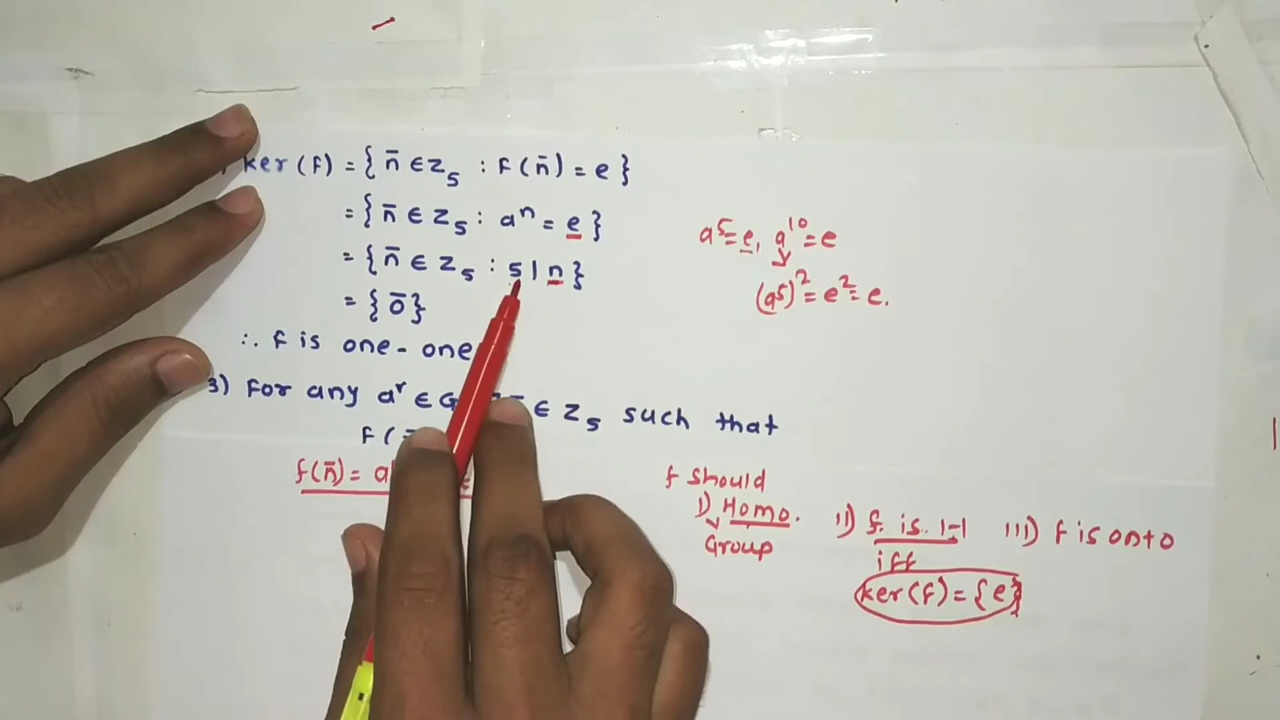 ker(f) = { n̄ ∈ Z₅ : F(n̄) = e }
= { n̄ ∈ Z₅ : aⁿ = e }
= { n̄ ∈ Z₅ : 5 | n }
= { 0̄ }
∴ f is one-one
3) For any aʳ ∈ G ∈ Z₅ such that
F(
f(n̄) = a
a⁵ = e, a¹⁰ = e
(a⁵)² = e² = e.
f should
i) Homo. ii) f is 1-1 iii) f is onto
Group iff
ker(f) = {e}